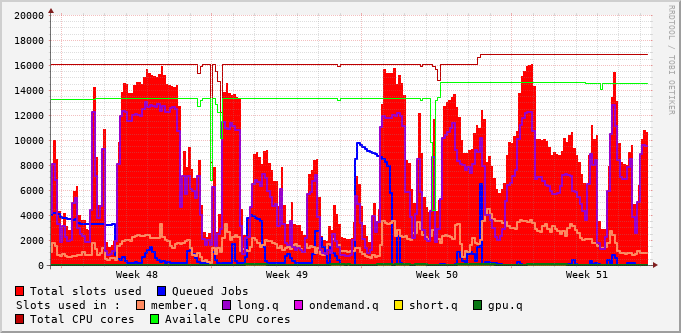 20000
18000
16000
14000
12000
10000
8000
6000
4000
2000
0
Week 48 Week 49 Week 50 Week 51
RRDTOOL / TOBI OETIKER
Total slots used Queued Jobs
Slots used in : member.q long.q ondemand.q short.q gpu.q
Total CPU cores Availale CPU cores